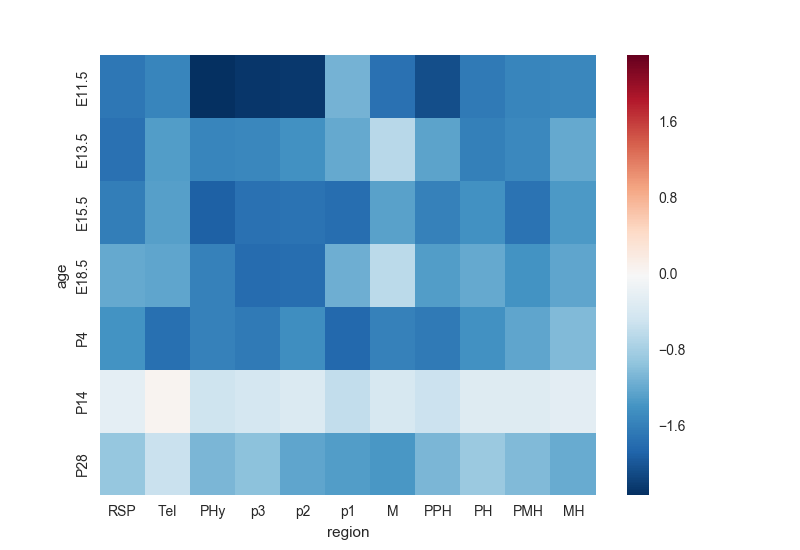 E11.5
E13.5
E15.5
E18.5
P4
P14
P28
age
RSP Tel PHy p3 p2 p1 M PPH PH PMH MH
region
1.6
0.8
0.0
−0.8
−1.6